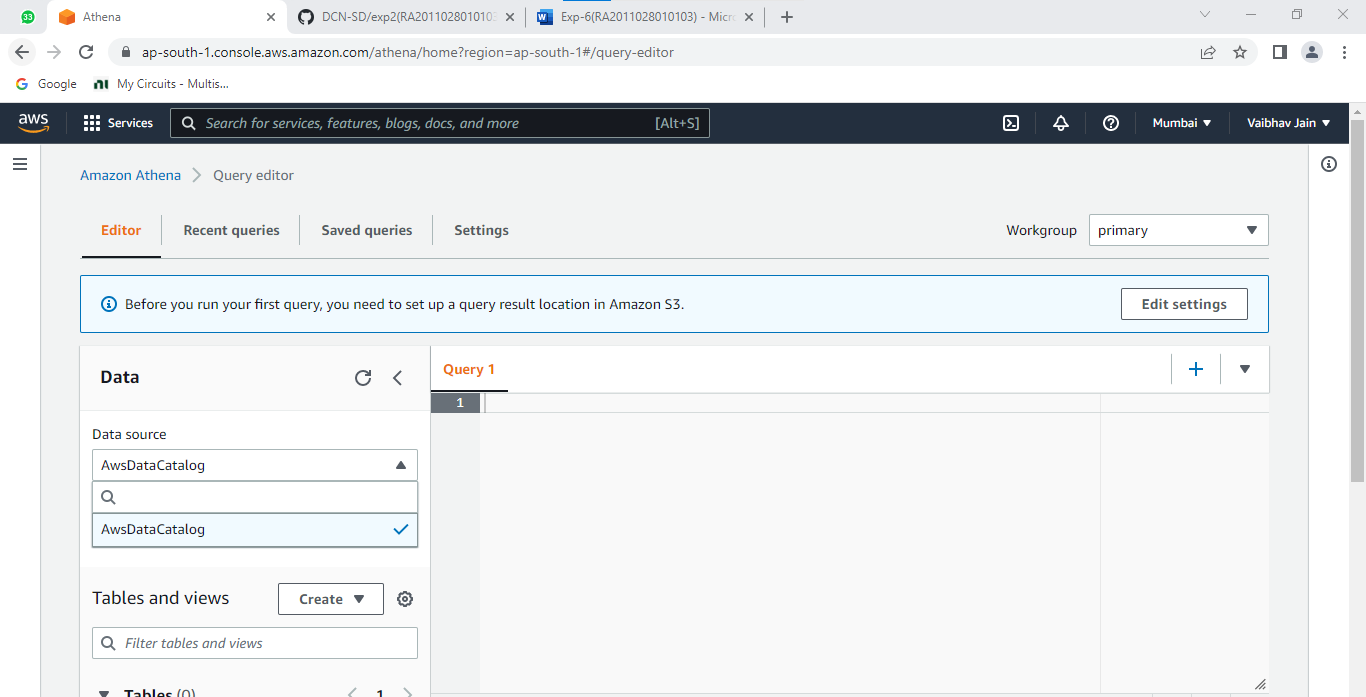 33
Athena
DCN-SD/exp2(RA2011028010103
Exp-6(RA2011028010103) - Micr
ap-south-1.console.aws.amazon.com/athena/home?region=ap-south-1#/query-editor
Google
My Circuits - Multis...
aws
Services
Search for services, features, blogs, docs, and more
[Alt+S]
Mumbai
Vaibhav Jain
Amazon Athena
Query editor
Editor
Recent queries
Saved queries
Settings
Workgroup
primary
Before you run your first query, you need to set up a query result location in Amazon S3.
Edit settings
Data
Query 1
1
Data source
AwsDataCatalog
AwsDataCatalog
Tables and views
Create
Filter tables and views
Tables (0)
1